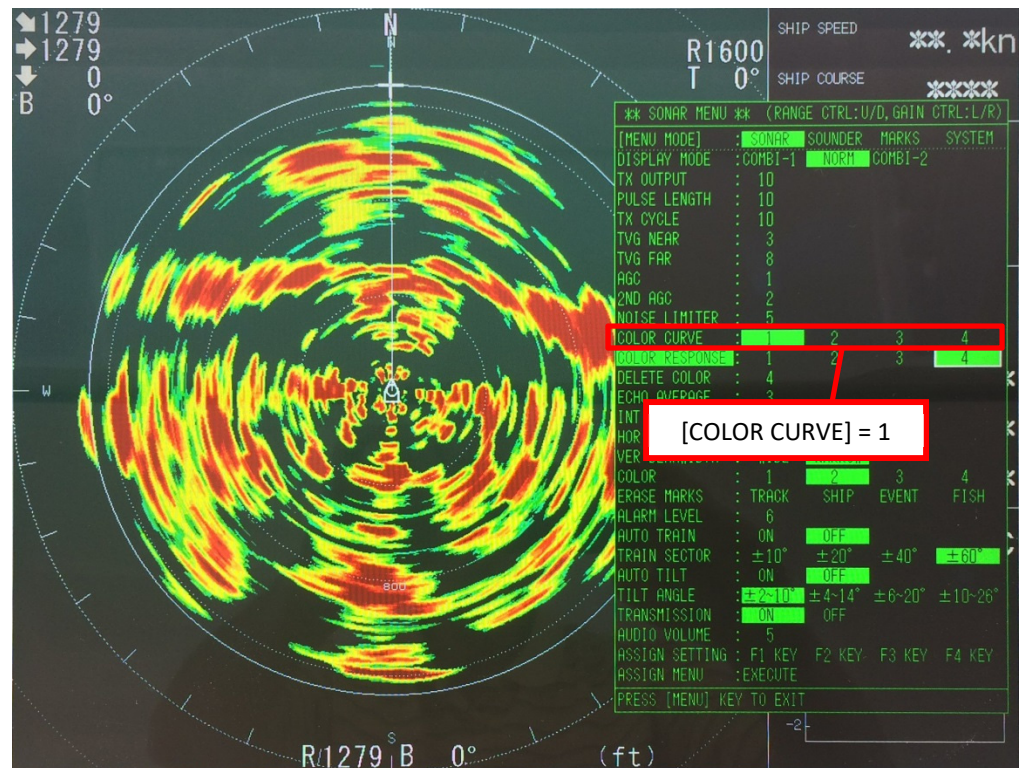 1279
1279
0
B 0°
N
R1600
T 0°
SHIP SPEED
**. *kn
SHIP COURSE
****
** SONAR MENU ** (RANGE CTRL:U/D,GAIN CTRL:L/R)
[MENU MODE] : SONAR SOUNDER MARKS SYSTEM
DISPLAY MODE :COMBI-1 NORM COMBI-2
TX OUTPUT : 10
PULSE LENGTH : 10
TX CYCLE : 10
TVG NEAR : 3
TVG FAR : 8
AGC : 1
2ND AGC : 2
NOISE LIMITER : 5
COLOR CURVE : 1 2 3 4
COLOR RESPONSE : 1 2 3 4
DELETE COLOR : 4
ECHO AVERAGE : 3
INT
HOR
VER
[COLOR CURVE] = 1
COLOR : 1 2 3 4
ERASE MARKS : TRACK SHIP EVENT FISH
ALARM LEVEL : 6
AUTO TRAIN : ON OFF
TRAIN SECTOR : ±10° ±20° ±40° ±60°
AUTO TILT : ON OFF
TILT ANGLE :±2~10° ±4~14° ±6~20° ±10~26°
TRANSMISSION : ON OFF
AUDIO VOLUME : 5
ASSIGN SETTING : F1 KEY F2 KEY F3 KEY F4 KEY
ASSIGN MENU :EXECUTE
PRESS [MENU] KEY TO EXIT
W
800
-2
S
R 1279 B 0° (ft)